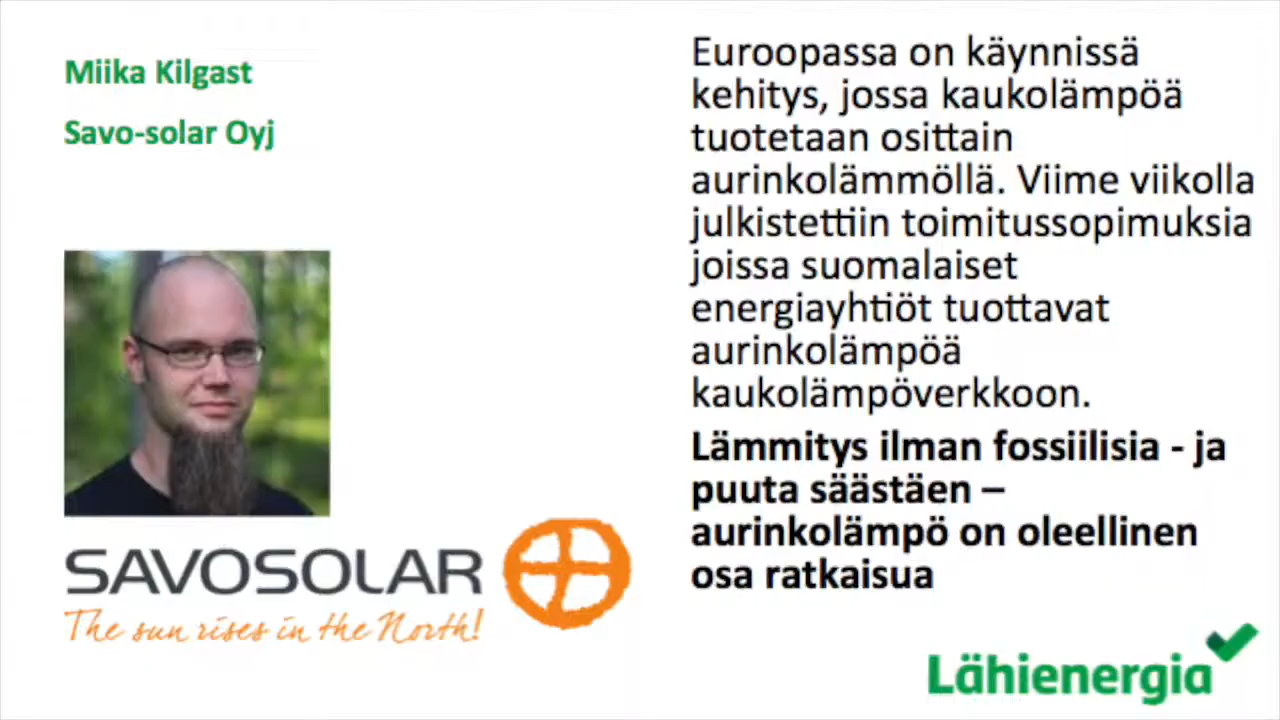 Miika Kilgast
Savo-solar Oyj
SAVOSOLAR
The sun rises in the North!
Euroopassa on käynnissä
kehitys, jossa kaukolämpöä
tuotetaan osittain
aurinkolämmöllä. Viime viikolla
julkistettiin toimitussopimuksia
joissa suomalaiset
energiayhtiöt tuottavat
aurinkolämpöä
kaukolämpöverkkoon.
Lämmitys ilman fossiilisia - ja
puuta säästäen –
aurinkolämpö on oleellinen
osa ratkaisua
Lähienergia